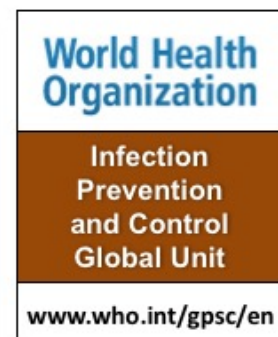 World Health
Organization
Infection
Prevention
and Control
Global Unit
www.who.int/gpsc/en